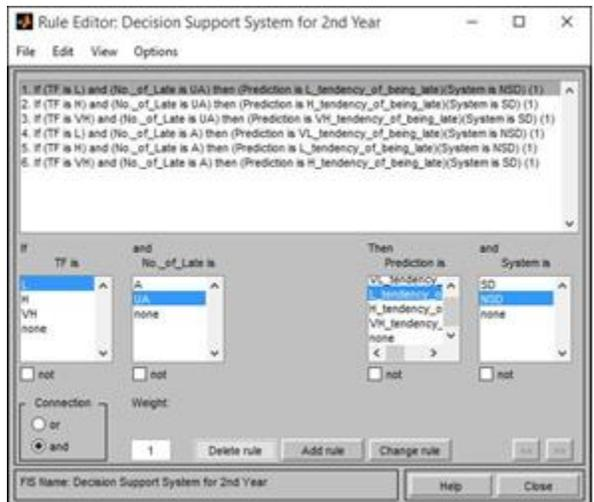 Rule Editor: Decision Support System for 2nd Year
File Edit View Options
1. If (TF is L) and (No._of_Late is UA) then (Prediction is L_tendency_of_being_late)(System is NSD) (1)
2. If (TF is H) and (No._of_Late is UA) then (Prediction is H_tendency_of_being_late)(System is SD) (1)
3. If (TF is VH) and (No._of_Late is UA) then (Prediction is VH_tendency_of_being_late)(System is SD) (1)
4. If (TF is L) and (No._of_Late is A) then (Prediction is VL_tendency_of_being_late)(System is NSD) (1)
5. If (TF is H) and (No._of_Late is A) then (Prediction is L_tendency_of_being_late)(System is NSD) (1)
6. If (TF is VH) and (No._of_Late is A) then (Prediction is H_tendency_of_being_late)(System is SD) (1)
If and Then and
TF is No._of_Late is Prediction is System is
L A VL_tendency_ SD
H UA L_tendency_o NSD
VH none H_tendency_o none
none VH_tendency_
none
not not not not
Connection Weight:
or
and 1 Delete rule Add rule Change rule << >>
FIS Name: Decision Support System for 2nd Year Help Close